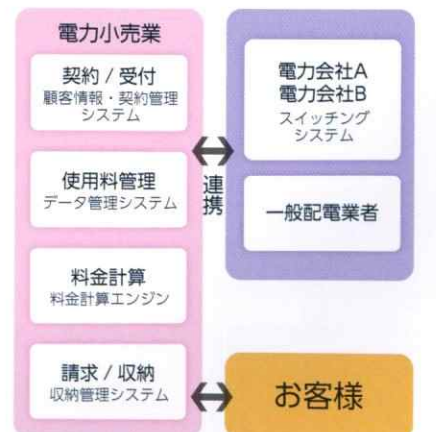 電力小売業
契約 / 受付
顧客情報・契約管理
システム
使用料管理
データ管理システム
料金計算
料金計算エンジン
請求 / 収納
収納管理システム
連携
電力会社A
電力会社B
スイッチング
システム
一般配電業者
お客様